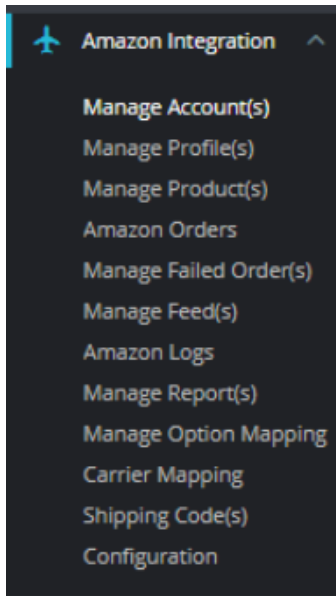 Amazon Integration
Manage Account(s)
Manage Profile(s)
Manage Product(s)
Amazon Orders
Manage Failed Order(s)
Manage Feed(s)
Amazon Logs
Manage Report(s)
Manage Option Mapping
Carrier Mapping
Shipping Code(s)
Configuration